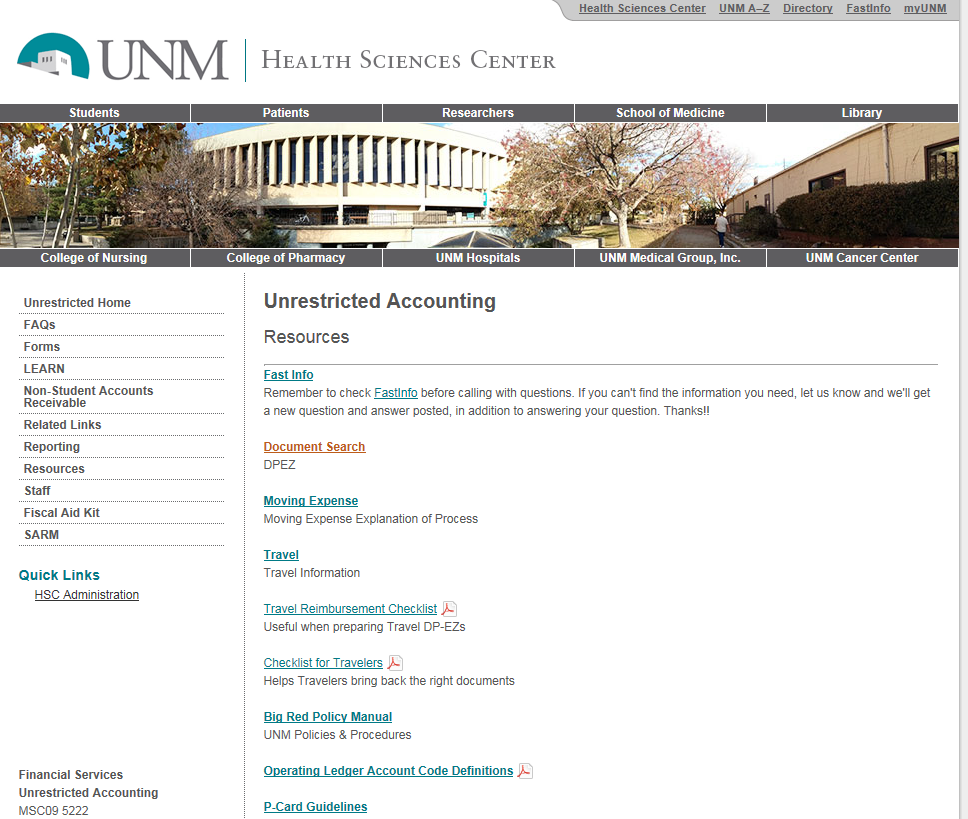 Health Sciences Center UNM A–Z Directory FastInfo myUNM
UNM Health Sciences Center
Students Patients Researchers School of Medicine Library
College of Nursing College of Pharmacy UNM Hospitals UNM Medical Group, Inc. UNM Cancer Center
Unrestricted Home
FAQs
Forms
LEARN
Non-Student Accounts
Receivable
Related Links
Reporting
Resources
Staff
Fiscal Aid Kit
SARM
Quick Links
HSC Administration
Financial Services
Unrestricted Accounting
MSC09 5222
Unrestricted Accounting
Resources
Fast Info
Remember to check FastInfo before calling with questions. If you can't find the information you need, let us know and we'll get
a new question and answer posted, in addition to answering your question. Thanks!!
Document Search
DPEZ
Moving Expense
Moving Expense Explanation of Process
Travel
Travel Information
Travel Reimbursement Checklist
Useful when preparing Travel DP-EZs
Checklist for Travelers
Helps Travelers bring back the right documents
Big Red Policy Manual
UNM Policies & Procedures
Operating Ledger Account Code Definitions
P-Card Guidelines